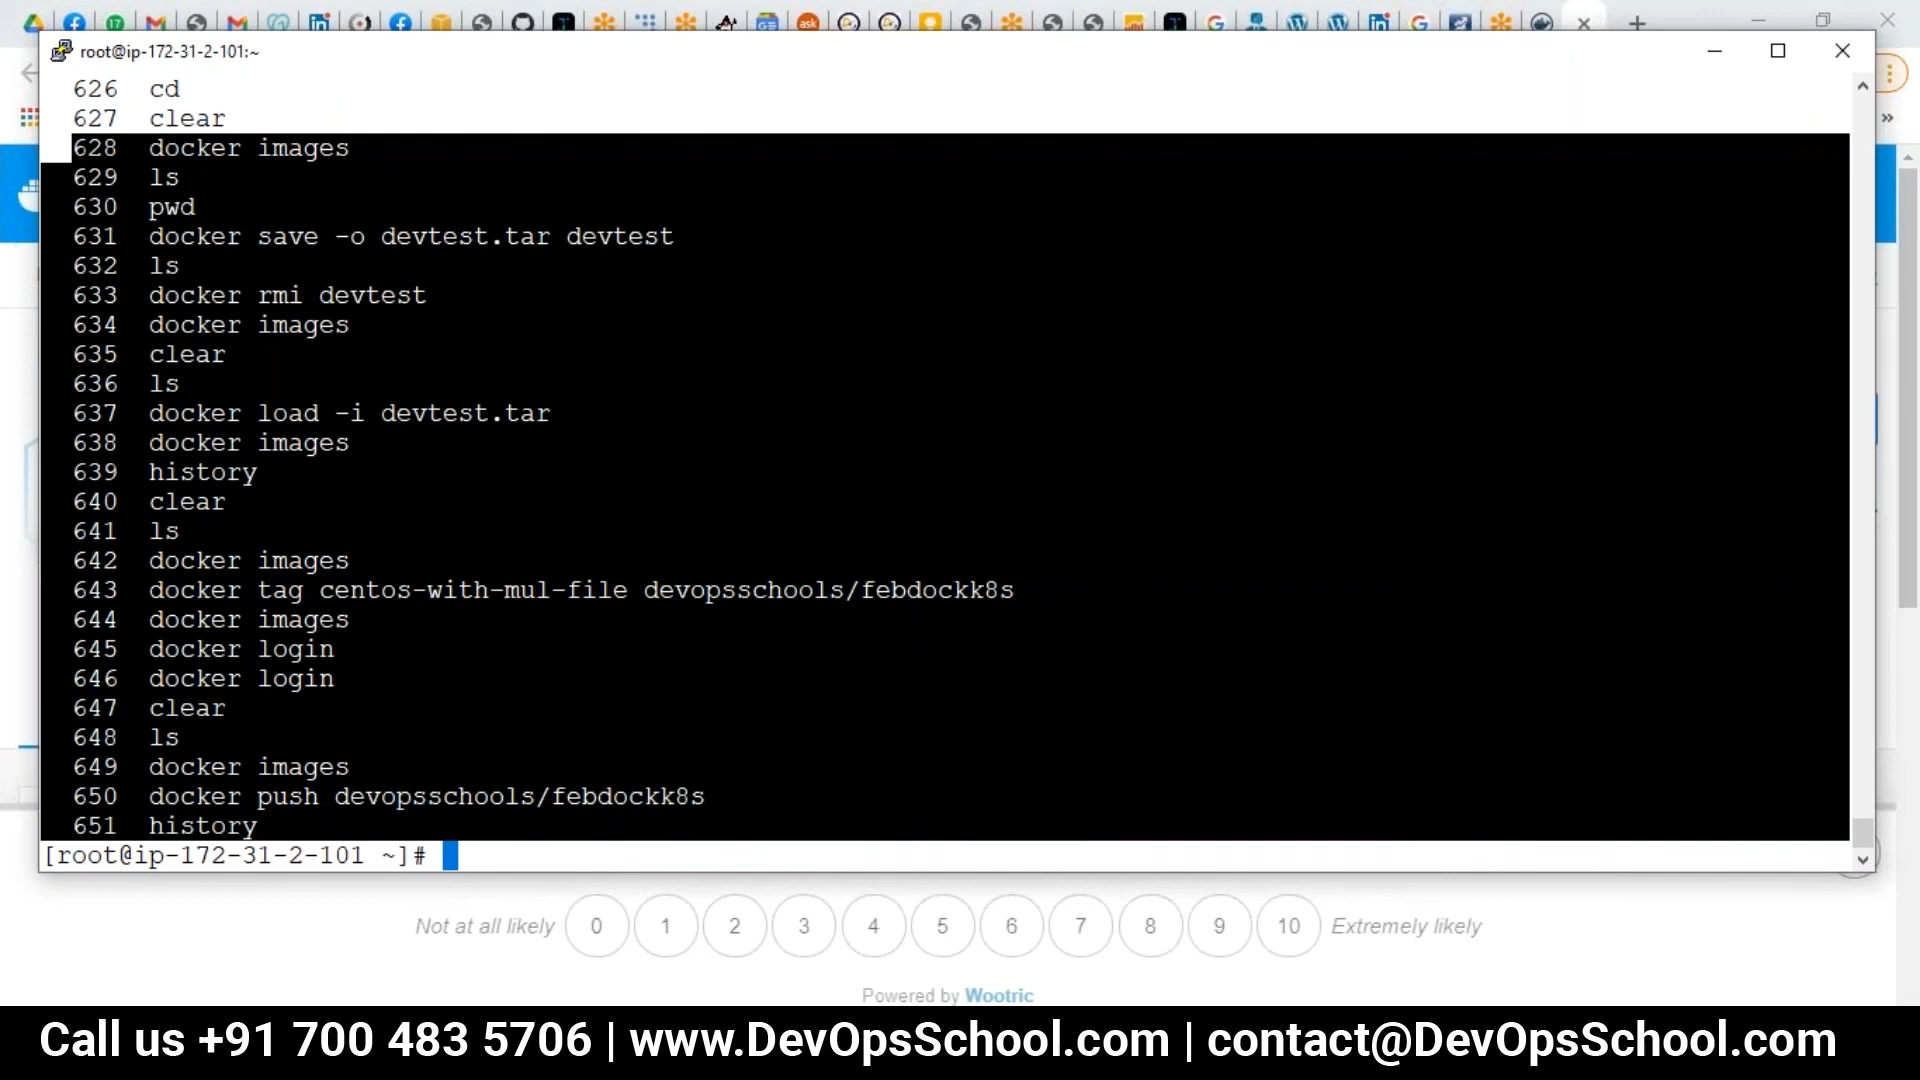 root@ip-172-31-2-101:~
626 cd
627 clear
628 docker images
629 ls
630 pwd
631 docker save -o devtest.tar devtest
632 ls
633 docker rmi devtest
634 docker images
635 clear
636 ls
637 docker load -i devtest.tar
638 docker images
639 history
640 clear
641 ls
642 docker images
643 docker tag centos-with-mul-file devopsschools/febdockk8s
644 docker images
645 docker login
646 docker login
647 clear
648 ls
649 docker images
650 docker push devopsschools/febdockk8s
651 history
[root@ip-172-31-2-101 ~]#
Not at all likely 0 1 2 3 4 5 6 7 8 9 10 Extremely likely
Powered by Wootric
Call us +91 700 483 5706 | www.DevOpsSchool.com | contact@DevOpsSchool.com